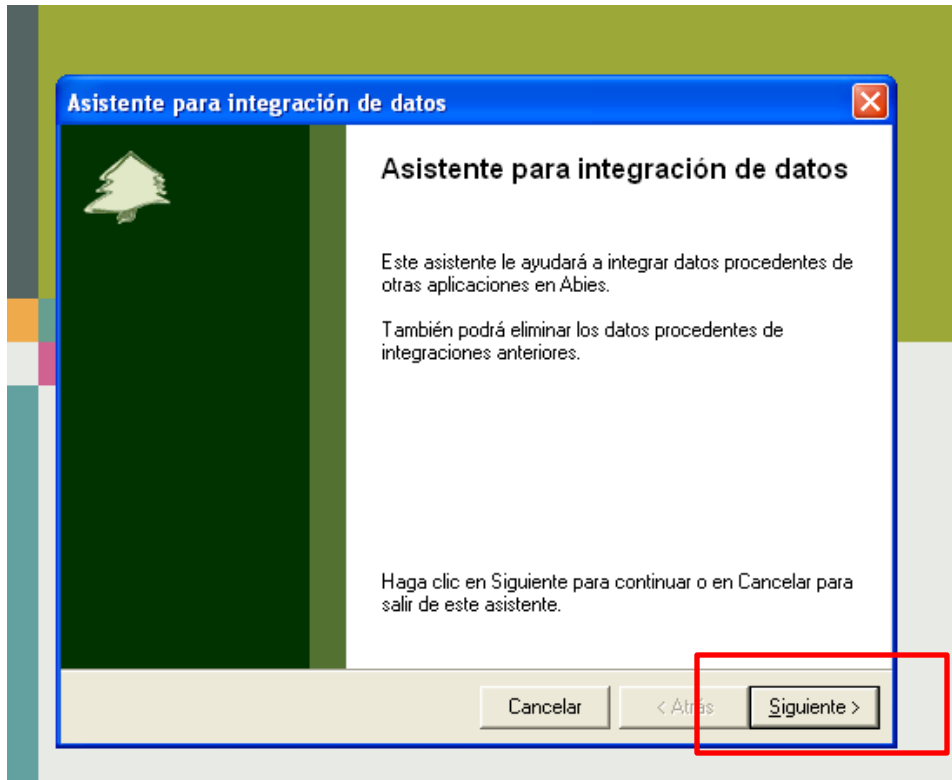 Asistente para integración de datos
Asistente para integración de datos
Este asistente le ayudará a integrar datos procedentes de
otras aplicaciones en Abies.
También podrá eliminar los datos procedentes de
integraciones anteriores.
Haga clic en Siguiente para continuar o en Cancelar para
salir de este asistente.
Cancelar < Atrás Siguiente >